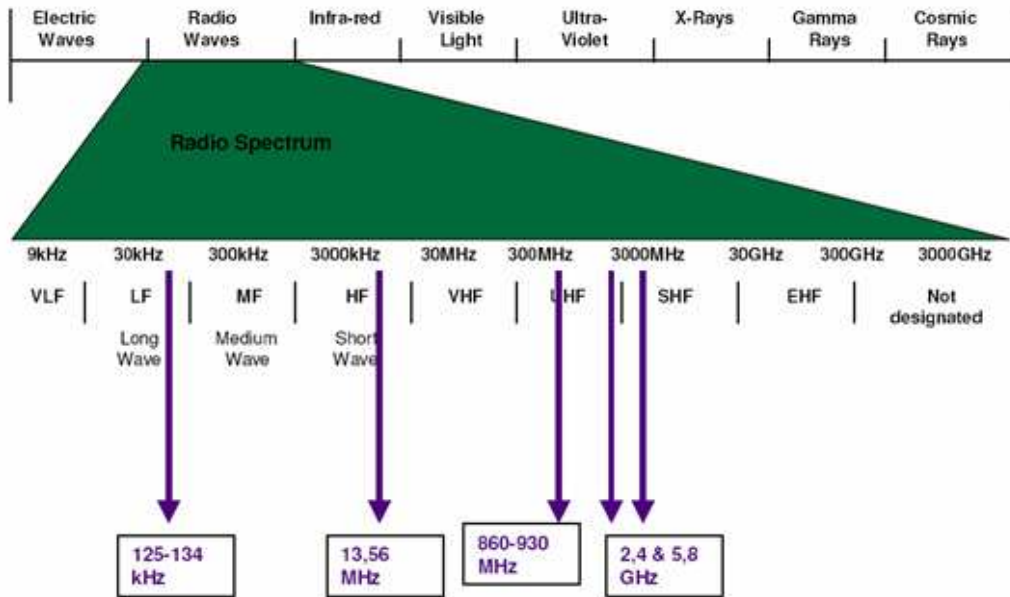 Electric Waves
Radio Waves
Infra-red
Visible Light
Ultra-Violet
X-Rays
Gamma Rays
Cosmic Rays
Radio Spectrum
9kHz 30kHz 300kHz 3000kHz 30MHz 300MHz 3000MHz 30GHz 300GHz 3000GHz
VLF LF MF HF VHF UHF SHF EHF Not designated
Long Wave
Medium Wave
Short Wave
125-134
kHz
13,56
MHz
860-930
MHz
2,4 & 5,8
GHz